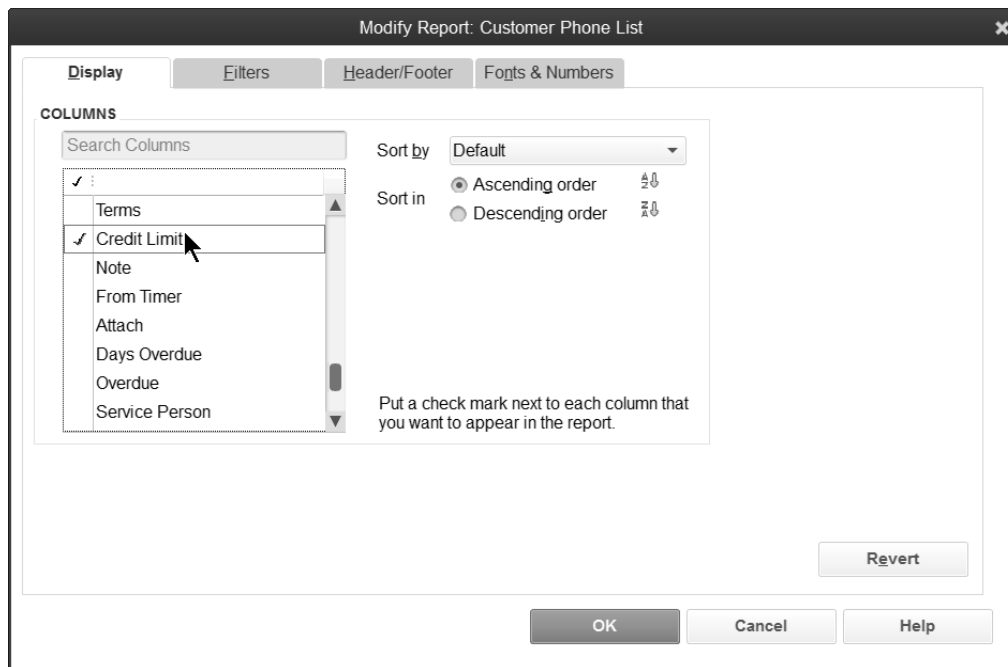 Modify Report: Customer Phone List
Display
Filters
Header/Footer
Fonts & Numbers
COLUMNS
Search Columns
Sort by
Default
Sort in
Ascending order
Descending order
Terms
Credit Limit
Note
From Timer
Attach
Days Overdue
Overdue
Service Person
Put a check mark next to each column that
you want to appear in the report.
Revert
OK
Cancel
Help